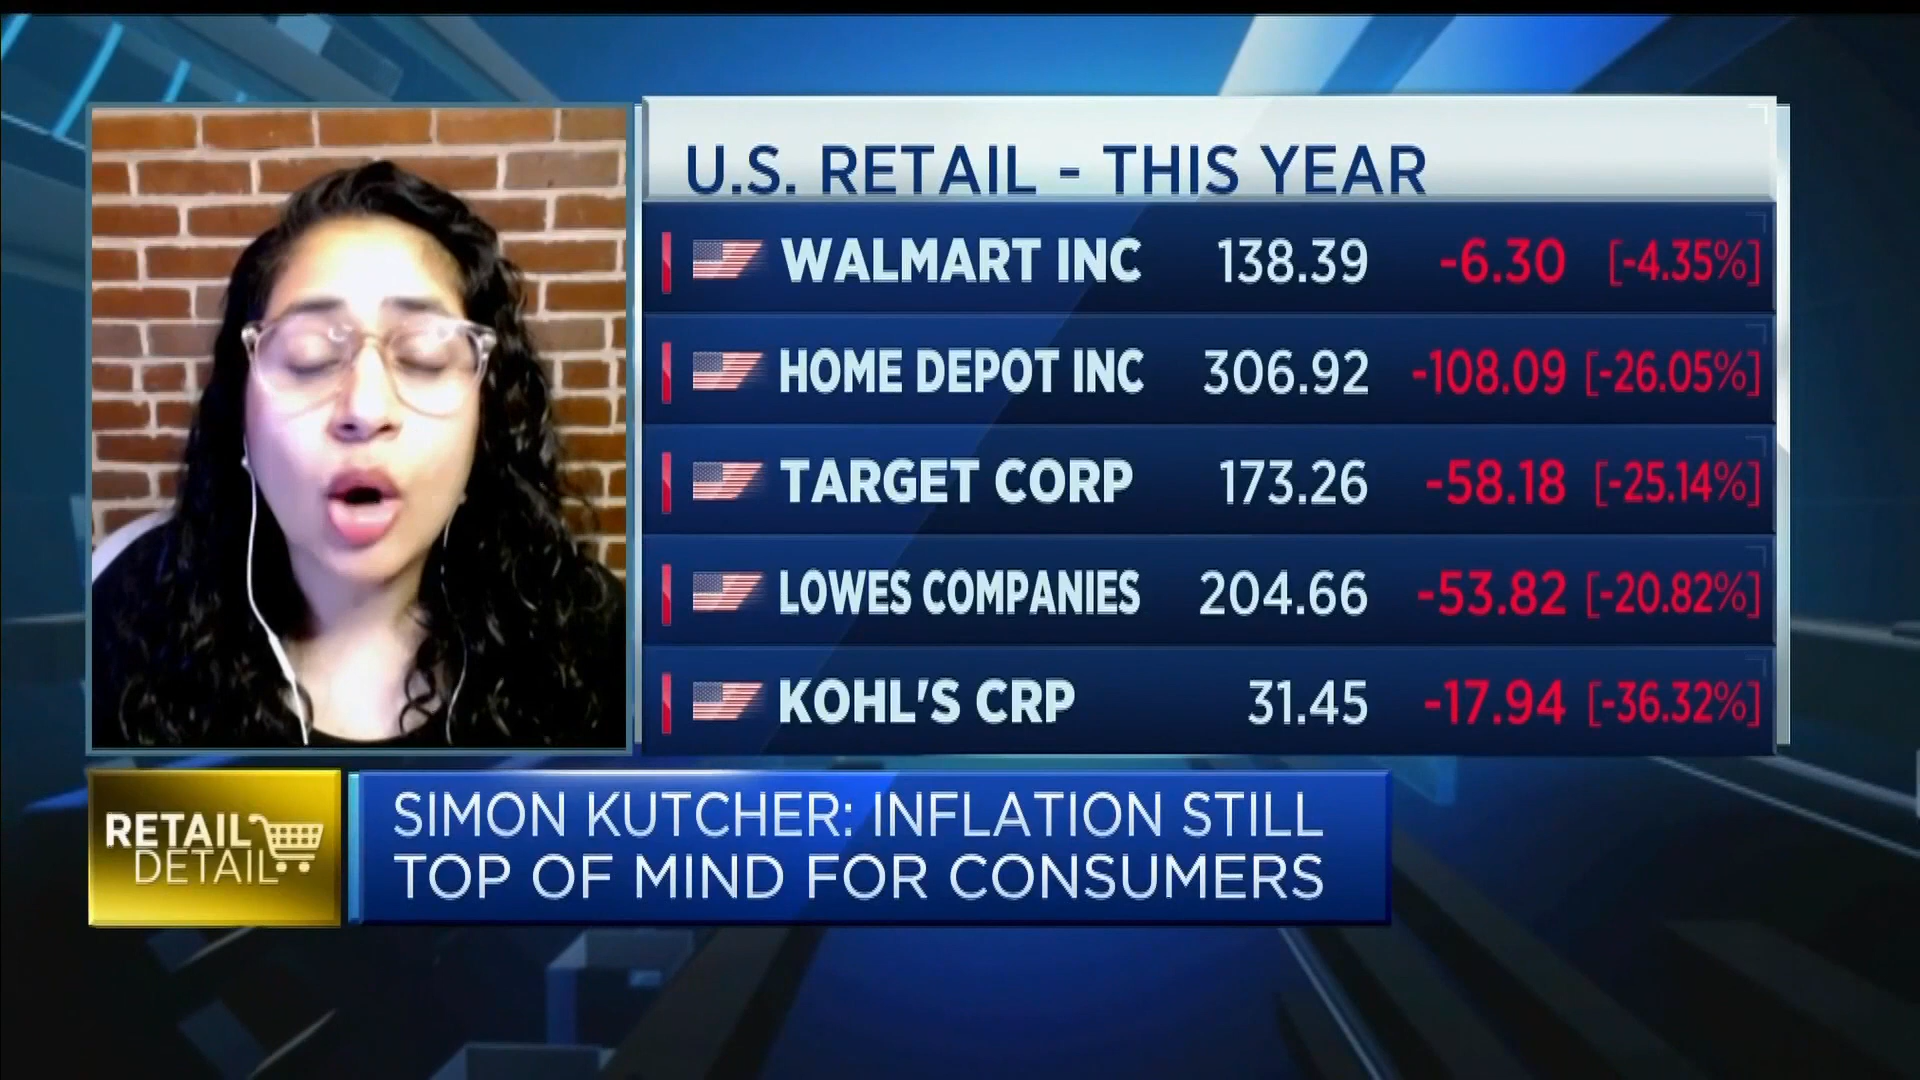 U.S. RETAIL - THIS YEAR
WALMART INC 138.39 -6.30 [-4.35%]
HOME DEPOT INC 306.92 -108.09 [-26.05%]
TARGET CORP 173.26 -58.18 [-25.14%]
LOWES COMPANIES 204.66 -53.82 [-20.82%]
KOHL'S CRP 31.45 -17.94 [-36.32%]
RETAIL
DETAIL
SIMON KUTCHER: INFLATION STILL
TOP OF MIND FOR CONSUMERS